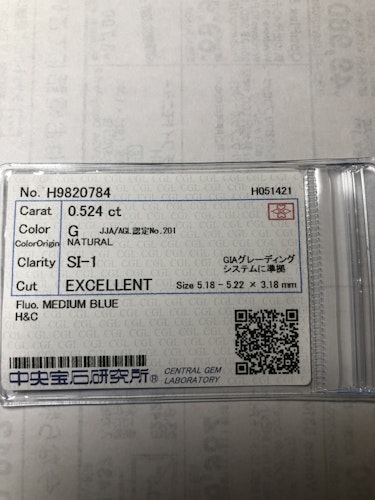 No. H9820784 H051421
Carat 0.524 ct
Color G JJA/AGL認定No.201
ColorOrigin NATURAL
Clarity SI-1 GIAグレーディング
システムに準拠
Cut EXCELLENT Size 5.18 - 5.22 × 3.18 mm
Fluo. MEDIUM BLUE
H&C
中央宝石研究所® CENTRAL GEM
LABORATORY